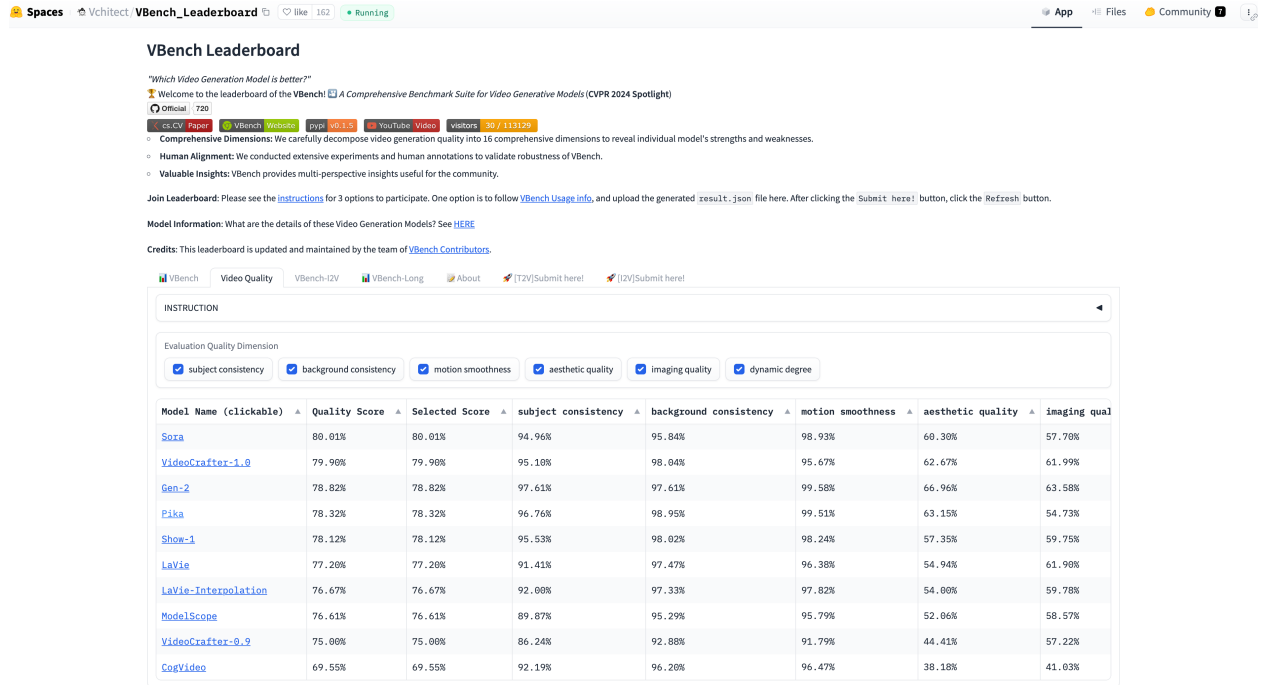 Spaces Vchitect/VBench_Leaderboard like 162 Running App Files Community 7
VBench Leaderboard
"Which Video Generation Model is better?"
🏆 Welcome to the leaderboard of the VBench! 🎦 A Comprehensive Benchmark Suite for Video Generative Models (CVPR 2024 Spotlight)
Official 720
cs.CV Paper VBench Website pypi v0.1.5 YouTube Video visitors 30 / 113129
Comprehensive Dimensions: We carefully decompose video generation quality into 16 comprehensive dimensions to reveal individual model's strengths and weaknesses.
Human Alignment: We conducted extensive experiments and human annotations to validate robustness of VBench.
Valuable Insights: VBench provides multi-perspective insights useful for the community.
Join Leaderboard: Please see the instructions for 3 options to participate. One option is to follow VBench Usage info, and upload the generated result.json file here. After clicking the Submit here! button, click the Refresh button.
Model Information: What are the details of these Video Generation Models? See HERE
Credits: This leaderboard is updated and maintained by the team of VBench Contributors.
📊 VBench Video Quality VBench-I2V 📊 VBench-Long 📝 About 🚀 [T2V]Submit here! 🚀 [I2V]Submit here!
INSTRUCTION
Evaluation Quality Dimension
subject consistency background consistency motion smoothness aesthetic quality imaging quality dynamic degree
Model Name (clickable) Quality Score Selected Score subject consistency background consistency motion smoothness aesthetic quality imaging qual
Sora 80.01% 80.01% 94.96% 95.84% 98.93% 60.30% 57.70%
VideoCrafter-1.0 79.90% 79.90% 95.10% 98.04% 95.67% 62.67% 61.99%
Gen-2 78.82% 78.82% 97.61% 97.61% 99.58% 66.96% 63.58%
Pika 78.32% 78.32% 96.76% 98.95% 99.51% 63.15% 54.73%
Show-1 78.12% 78.12% 95.53% 98.02% 98.24% 57.35% 59.75%
LaVie 77.20% 77.20% 91.41% 97.47% 96.38% 54.94% 61.90%
LaVie-Interpolation 76.67% 76.67% 92.00% 97.33% 97.82% 54.00% 59.78%
ModelScope 76.61% 76.61% 89.87% 95.29% 95.79% 52.06% 58.57%
VideoCrafter-0.9 75.00% 75.00% 86.24% 92.88% 91.79% 44.41% 57.22%
CogVideo 69.55% 69.55% 92.19% 96.20% 96.47% 38.18% 41.03%